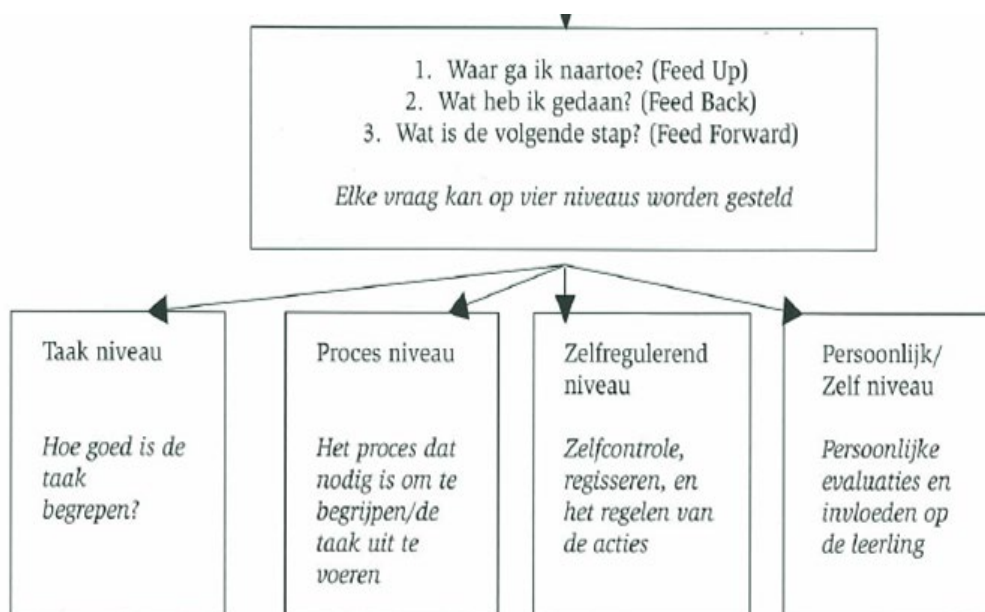 1. Waar ga ik naartoe? (Feed Up)
2. Wat heb ik gedaan? (Feed Back)
3. Wat is de volgende stap? (Feed Forward)
Elke vraag kan op vier niveaus worden gesteld
Taak niveau
Hoe goed is de
taak
begrepen?
Proces niveau
Het proces dat
nodig is om te
begrijpen/de
taak uit te
voeren
Zelfregulerend
niveau
Zelfcontrole,
regisseren, en
het regelen van
de acties
Persoonlijk/
Zelf niveau
Persoonlijke
evaluaties en
invloeden op
de leerling